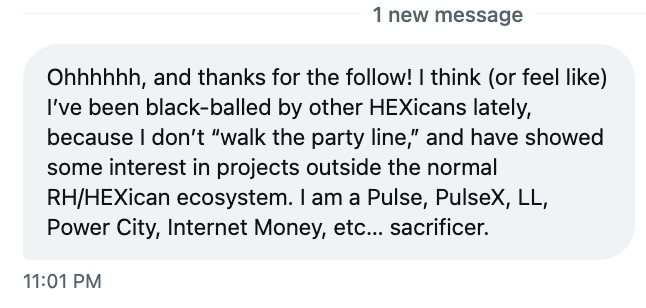 1 new message
Ohhhhhh, and thanks for the follow! I think (or feel like)
I've been black-balled by other HEXicans lately,
because I don't “walk the party line,” and have showed
some interest in projects outside the normal
RH/HEXican ecosystem. I am a Pulse, PulseX, LL,
Power City, Internet Money, etc... sacrificer.
11:01 PM